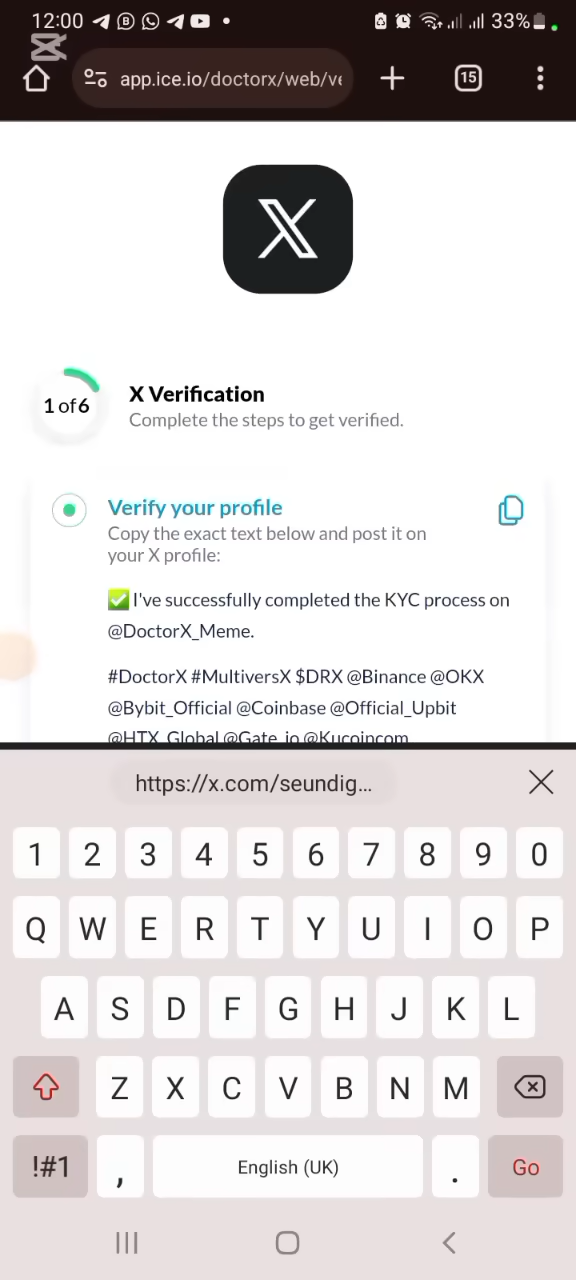 12:00 33%
app.ice.io/doctorx/web/ve 15
1 of 6
X Verification
Complete the steps to get verified.
Verify your profile
Copy the exact text below and post it on
your X profile:
✅ I've successfully completed the KYC process on
@DoctorX_Meme.
#DoctorX #MultiversX $DRX @Binance @OKX
@Bybit_Official @Coinbase @Official_Upbit
@HTX_Global @Gate_io @Kucoincom
https://x.com/seundig...
1 2 3 4 5 6 7 8 9 0
Q W E R T Y U I O P
A S D F G H J K L
Z X C V B N M
!#1 , English (UK) . Go